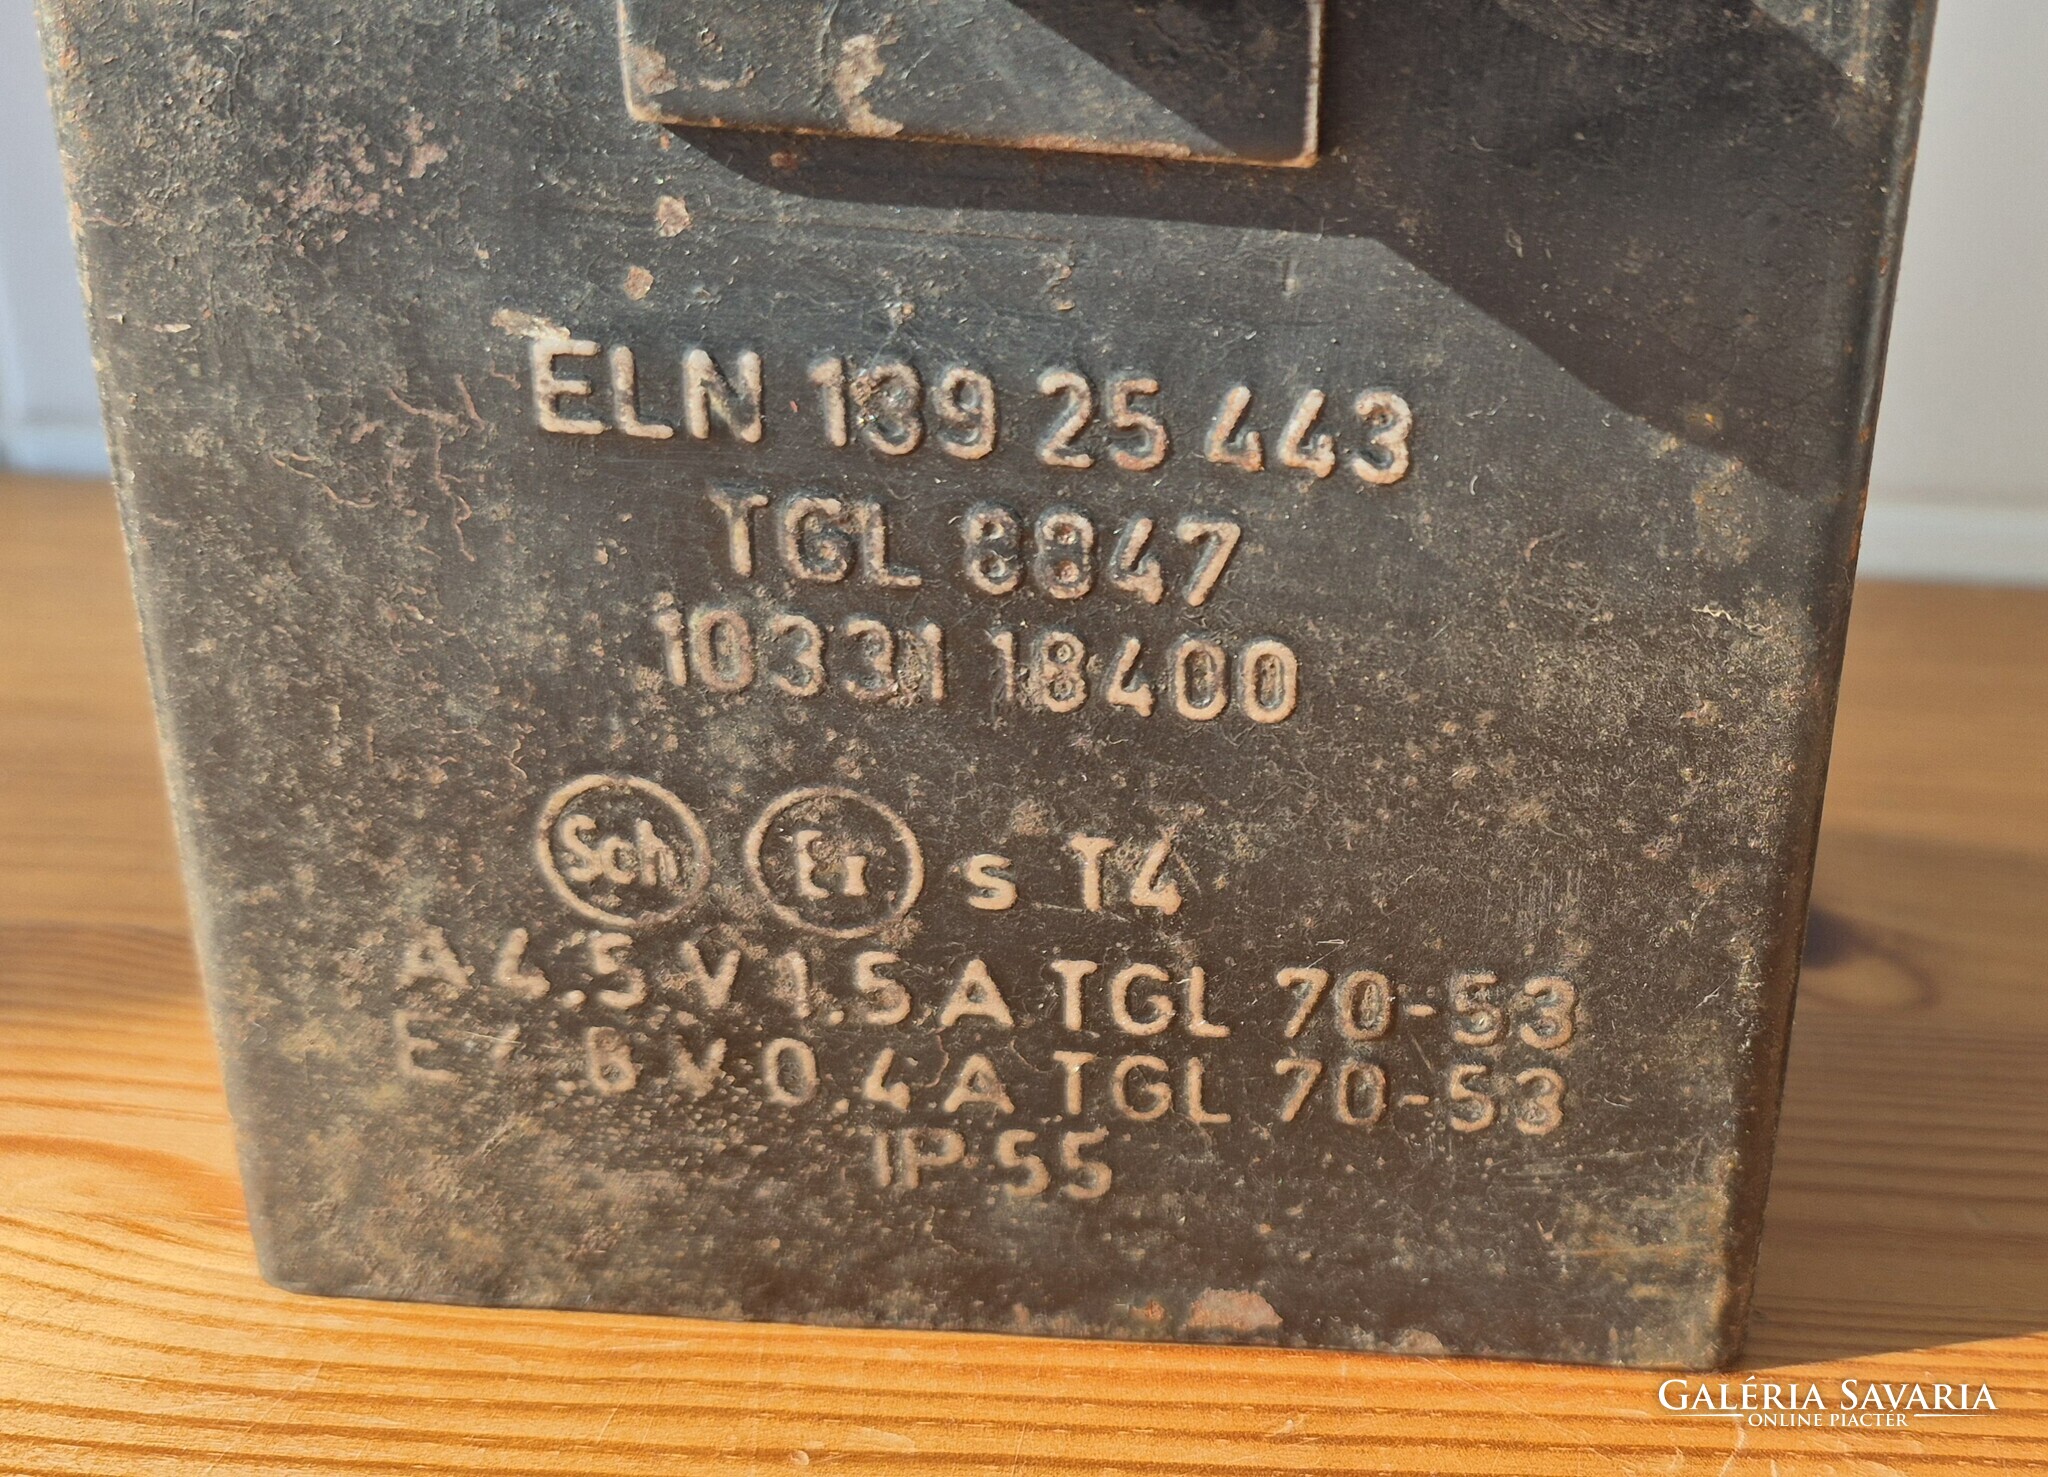 ELN 139 25 443
TGL 8847
10331 18400
Sch Ex s T4
A 4.5 V 1.5 A TGL 70-53
E V 0.4 A TGL 70-53
IP 55
GALÉRIA SAVARIA
ONLINE PIACTÉR